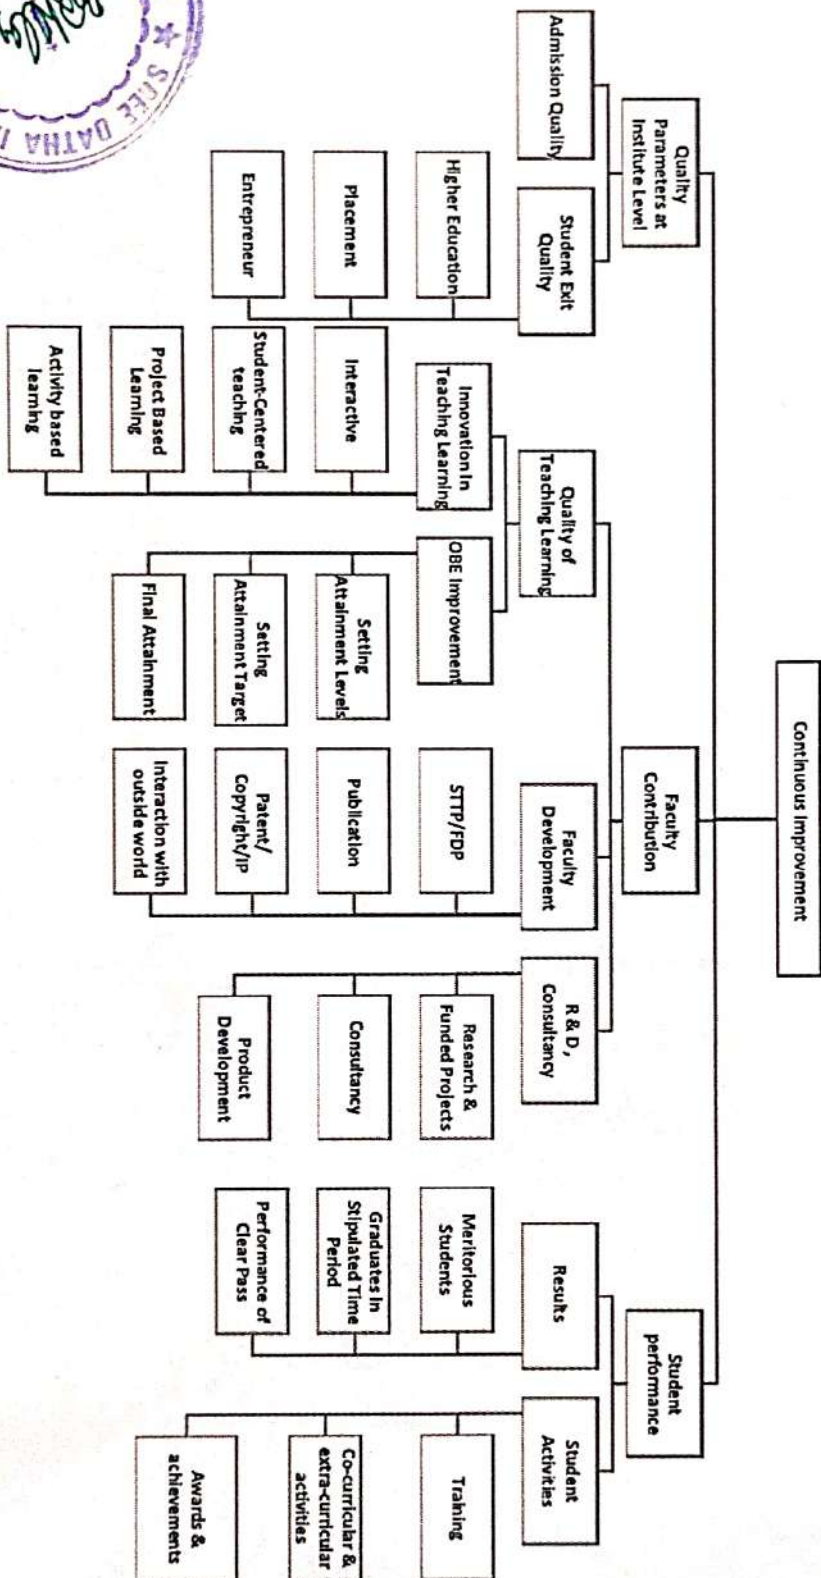 Continuous Improvement
Quality
Parameters at
Institute Level
Faculty
Contribution
Student
performance
Admission Quality
Student Exit
Quality
Quality of
Teaching Learning
Faculty
Development
R & D,
Consultancy
Results
Student
Activities
Higher Education
Placement
Entrepreneur
Innovation in
Teaching Learning
OBE Improvement
Interactive
Student-Centered
teaching
Project Based
Learning
Activity based
learning
Setting
Attainment Levels
Setting
Attainment Target
Final Attainment
STTP/FDP
Publication
Patent/
Copyright/IP
Interaction with
outside world
Research &
Funded Projects
Consultancy
Product
Development
Meritorious
Students
Graduates in
Stipulated Time
Period
Performance of
Clear Pass
Training
Co-curricular &
extra-curricular
activities
Awards &
achievements
SREE DATHA